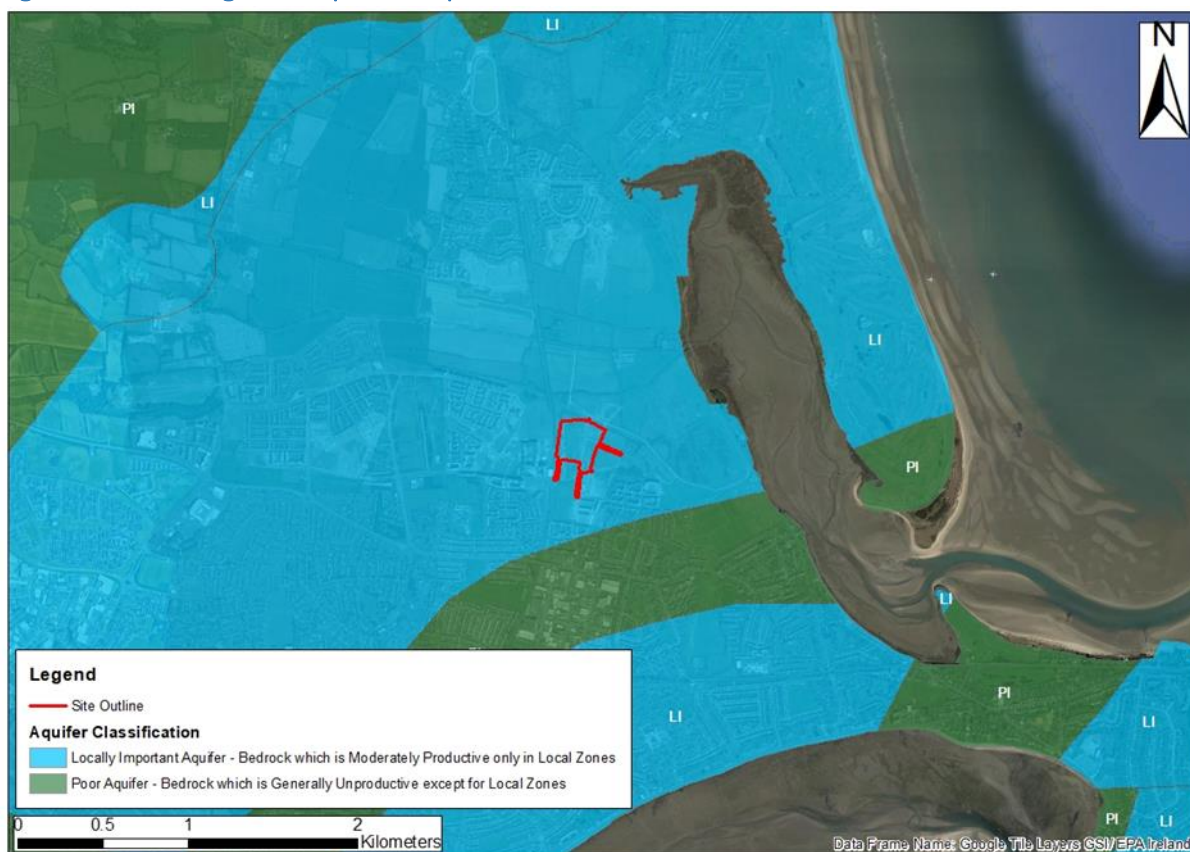 LI
N
PI
LI
LI
PI
LI
PI
LI
LI
PI
LI
Legend
Site Outline
Aquifer Classification
Locally Important Aquifer - Bedrock which is Moderately Productive only in Local Zones
Poor Aquifer - Bedrock which is Generally Unproductive except for Local Zones
0 0.5 1 2
Kilometers
Data Frame Name: Google Tile Layers GSI/EPA Ireland